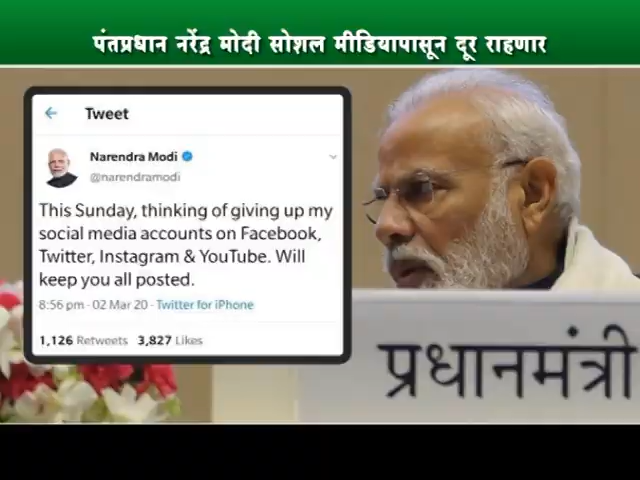 पंतप्रधान नरेंद्र मोदी सोशल मीडियापासून दूर राहणार
Tweet
Narendra Modi
@narendramodi
This Sunday, thinking of giving up my
social media accounts on Facebook,
Twitter, Instagram & YouTube. Will
keep you all posted.
8:56 pm · 02 Mar 20 · Twitter for iPhone
1,126 Retweets 3,827 Likes
प्रधानमंत्री